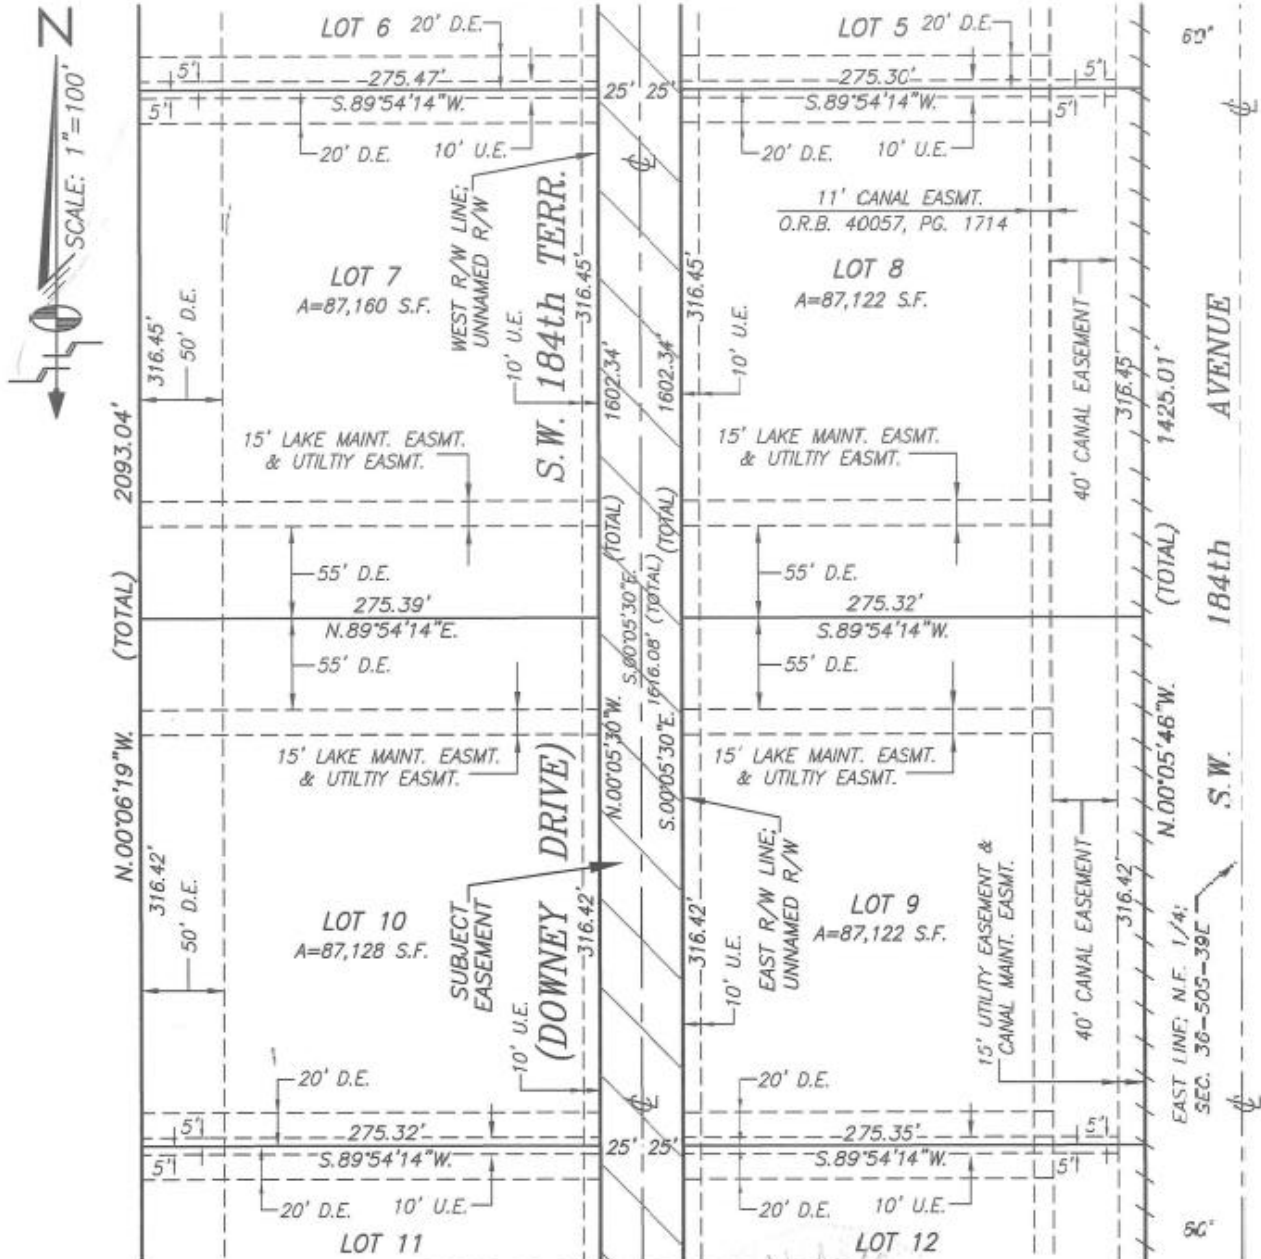 LOT 6
20' D.E.
LOT 5
20' D.E.
60'
Z
SCALE: 1"=100'
5'
275.47'
25'
25'
275.30'
5'
5'
S.89°54'14"W.
S.89°54'14"W.
5'
20' D.E.
10' U.E.
20' D.E.
10' U.E.
WEST R/W LINE;
UNNAMED R/W
S.W. 184th TERR.
11' CANAL EASMT.
O.R.B. 40057, PG. 1714
LOT 7
A=87,160 S.F.
LOT 8
A=87,122 S.F.
316.45'
50' D.E.
10' U.E.
316.45'
1602.34'
(TOTAL)
1602.34'
(TOTAL)
316.45'
10' U.E.
40' CANAL EASEMENT
316.45'
1425.01'
(TOTAL)
S.W. 184th AVENUE
2093.04'
(TOTAL)
15' LAKE MAINT. EASMT.
& UTILTIY EASMT.
15' LAKE MAINT. EASMT.
& UTILTIY EASMT.
55' D.E.
55' D.E.
275.39'
275.32'
N.89°54'14"E.
S.89°54'14"W.
55' D.E.
55' D.E.
S.00°05'30"E.
1616.08' (TOTAL)
N.00°05'30"W.
S.00°05'30"E.
N.00°06'19"W.
N.00°05'46"W.
15' LAKE MAINT. EASMT.
& UTILTIY EASMT.
15' LAKE MAINT. EASMT.
& UTILTIY EASMT.
(DOWNEY DRIVE)
316.42'
50' D.E.
LOT 10
A=87,128 S.F.
SUBJECT
EASEMENT
10' U.E.
316.42'
316.42'
10' U.E.
EAST R/W LINE;
UNNAMED R/W
LOT 9
A=87,122 S.F.
15' UTILITY EASEMENT &
CANAL MAINT. EASMT.
40' CANAL EASEMENT
316.42'
EAST LINE; N.E. 1/4;
SEC. 36-50S-39E
20' D.E.
20' D.E.
5'
275.32'
25'
25'
275.35'
5'
5'
S.89°54'14"W.
S.89°54'14"W.
5'
20' D.E.
10' U.E.
20' D.E.
10' U.E.
LOT 11
LOT 12